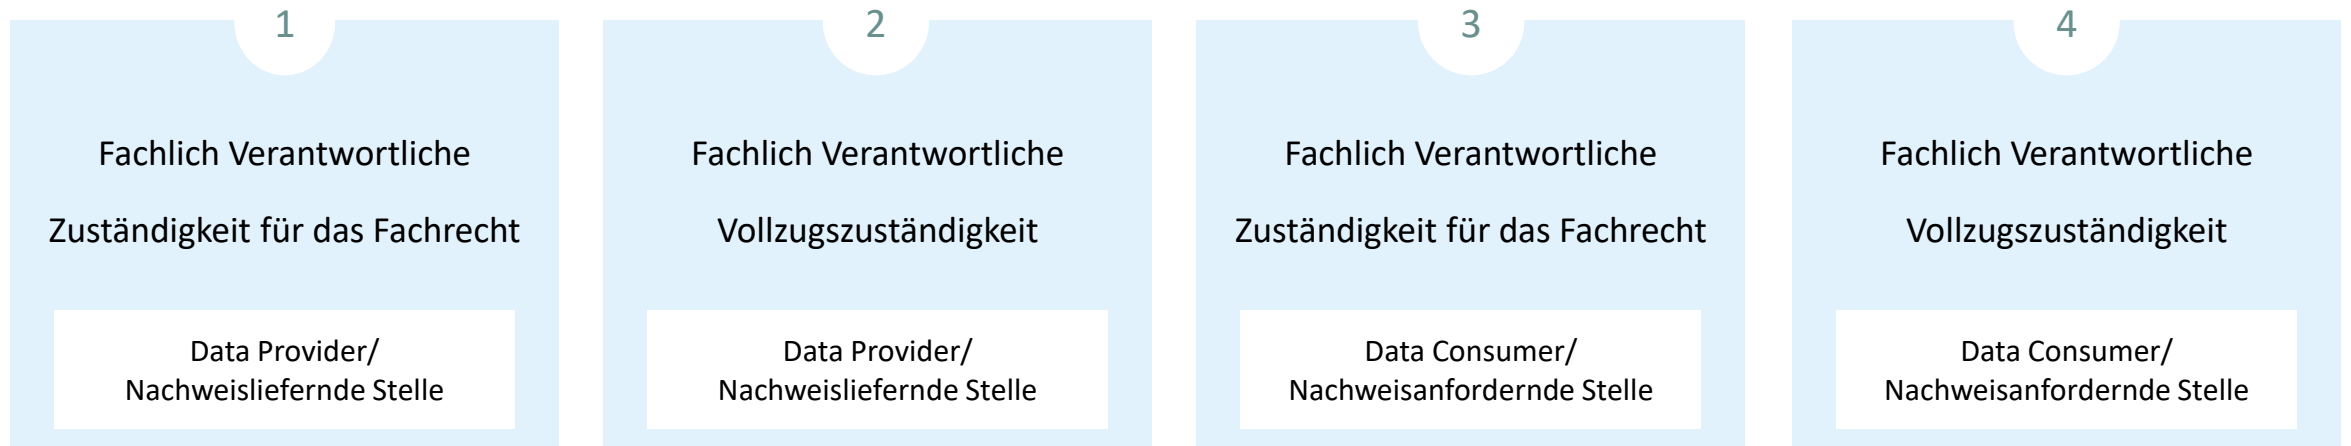 1
Fachlich Verantwortliche
Zuständigkeit für das Fachrecht
Data Provider/
Nachweisliefernde Stelle
2
Fachlich Verantwortliche
Vollzugszuständigkeit
Data Provider/
Nachweisliefernde Stelle
3
Fachlich Verantwortliche
Zuständigkeit für das Fachrecht
Data Consumer/
Nachweisanfordernde Stelle
4
Fachlich Verantwortliche
Vollzugszuständigkeit
Data Consumer/
Nachweisanfordernde Stelle